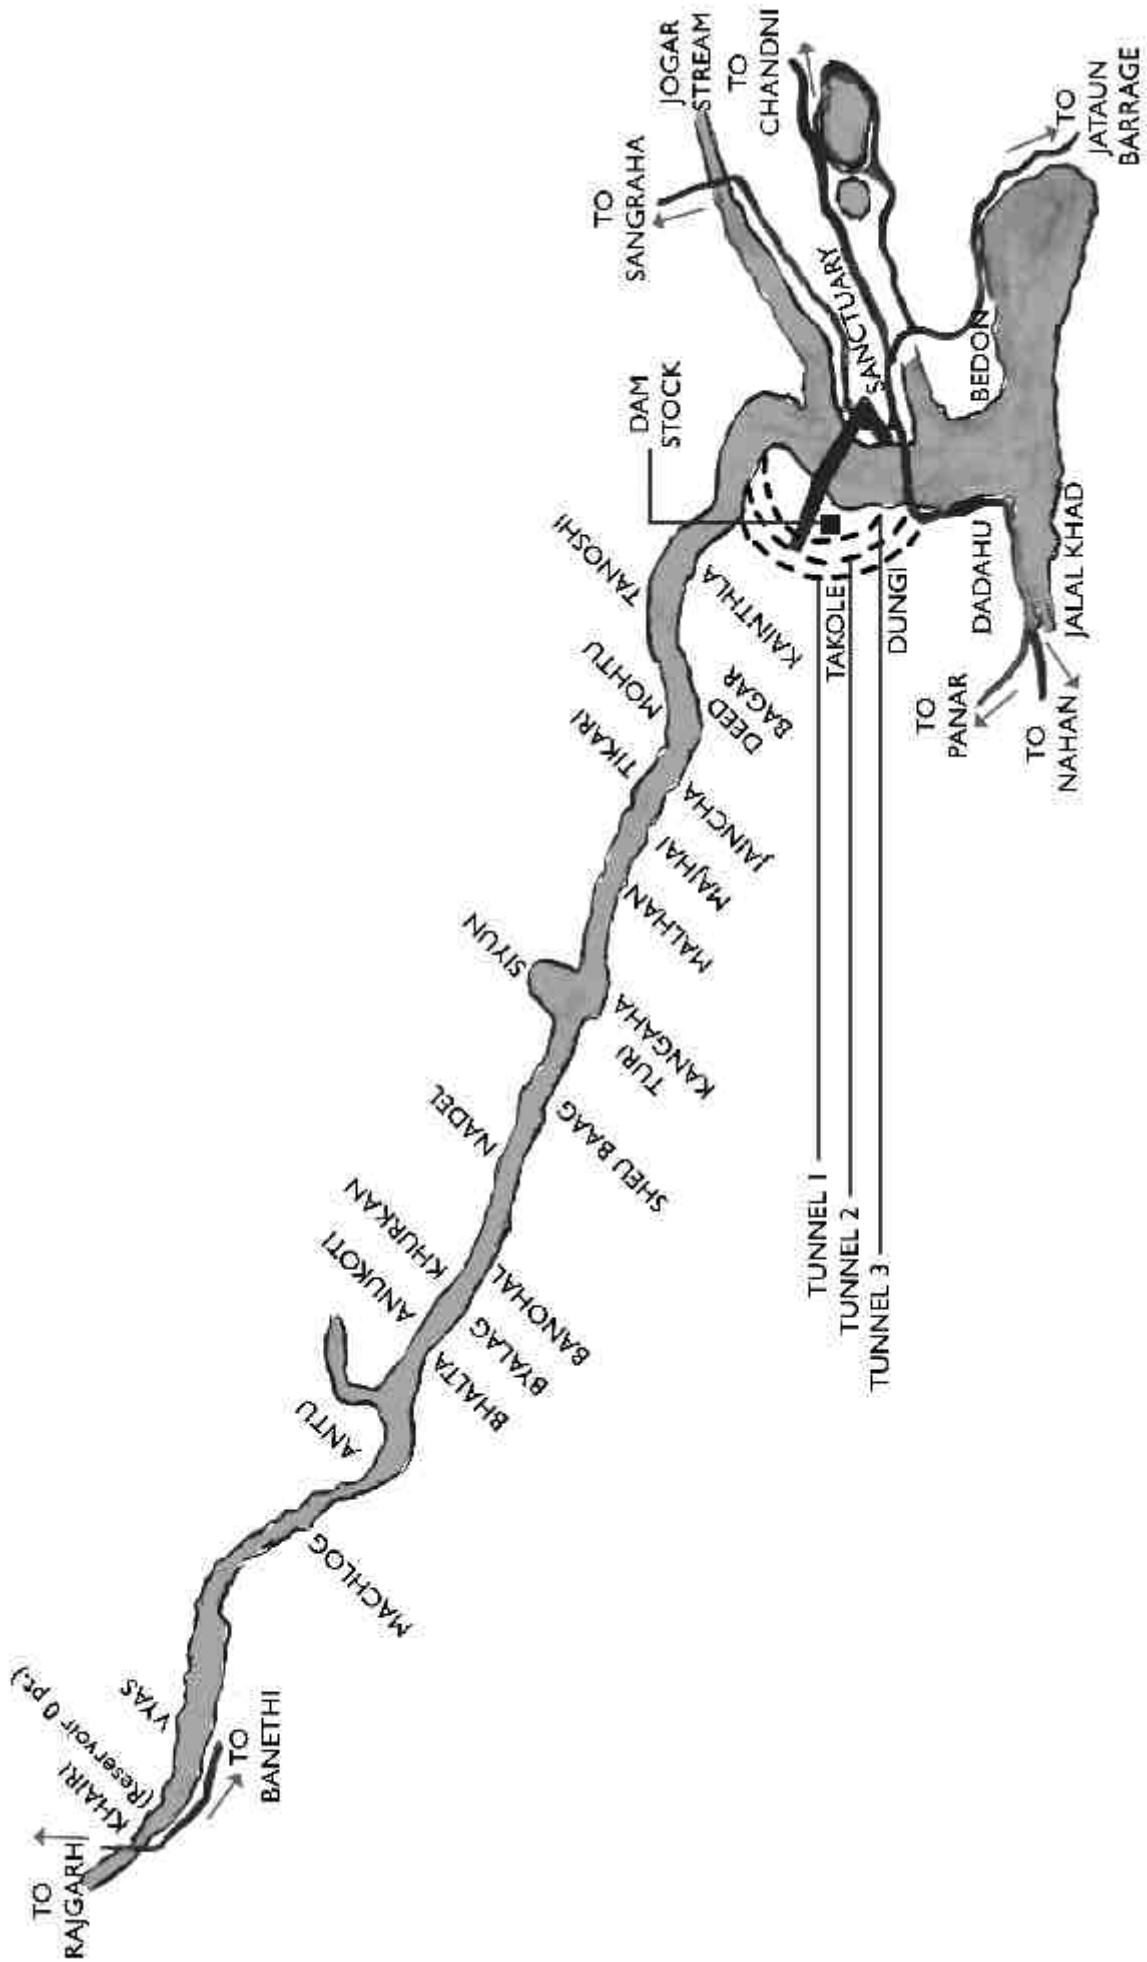 TO
RAJGARH
KHAIRI
(Reservoir 0 pt.)
VYAS
TO
BANETHI
MACHLOG
ANTU
BHALTA
BYALAG
BANOHAL
ANUKOTI
KHURKAN
NADEL
SHEU BAAG
TURI
KANGAHA
SIYUN
MALHAN
MAJHAI
JAINCHA
TIKARI
MOHTU
DEED
BAGAR
TANOSHI
KAINTHLA
DAM
STOCK
TO
SANGRAHA
JOGAR
STREAM
TO
CHANDNI
SANCTUARY
TAKOLE
DUNGI
TUNNEL 1
TUNNEL 2
TUNNEL 3
DADAHU
BEDON
JALAL KHAD
TO
PANAR
TO
NAHAN
TO
JATAUN
BARRAGE